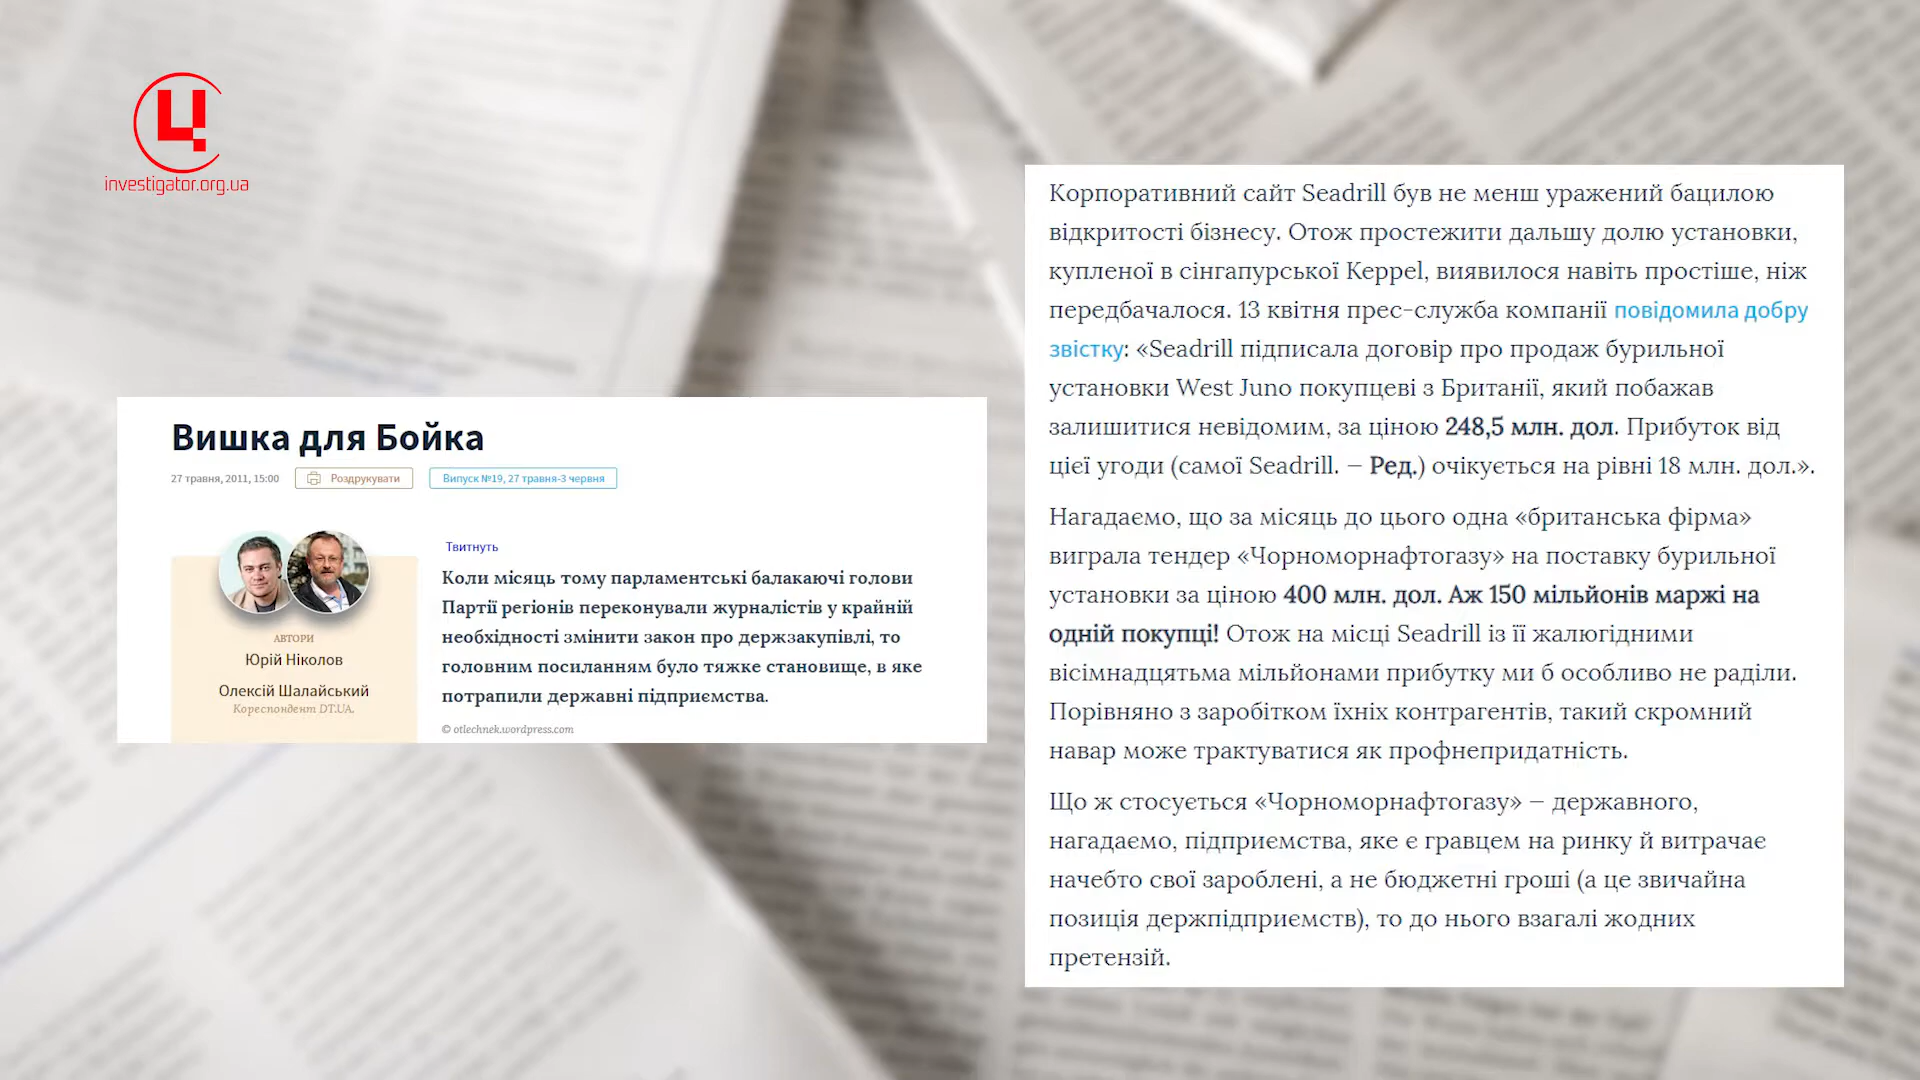 Ц
investigator.org.ua
Вишка для Бойка
27 травня, 2011, 15:00
Роздрукувати
Випуск №19, 27 травня-3 червня
Твитнуть
АВТОРИ
Юрій Ніколов
Олексій Шалайський
Кореспондент DT.UA.
Коли місяць тому парламентські балакаючі голови
Партії регіонів переконували журналістів у крайній
необхідності змінити закон про держзакупівлі, то
головним посиланням було тяжке становище, в яке
потрапили державні підприємства.
© otlechnek.wordpress.com
Корпоративний сайт Seadrill був не менш уражений бацилою
відкритості бізнесу. Отож простежити дальшу долю установки,
купленої в сінгапурської Keppel, виявилося навіть простіше, ніж
передбачалося. 13 квітня прес-служба компанії повідомила добру
звістку: «Seadrill підписала договір про продаж бурильної
установки West Juno покупцеві з Британії, який побажав
залишитися невідомим, за ціною 248,5 млн. дол. Прибуток від
цієї угоди (самої Seadrill. — Ред.) очікується на рівні 18 млн. дол.».
Нагадаємо, що за місяць до цього одна «британська фірма»
виграла тендер «Чорноморнафтогазу» на поставку бурильної
установки за ціною 400 млн. дол. Аж 150 мільйонів маржі на
одній покупці! Отож на місці Seadrill із її жалюгідними
вісімнадцятьма мільйонами прибутку ми б особливо не раділи.
Порівняно з заробітком їхніх контрагентів, такий скромний
навар може трактуватися як профнепридатність.
Що ж стосується «Чорноморнафтогазу» — державного,
нагадаємо, підприємства, яке є гравцем на ринку й витрачає
начебто свої зароблені, а не бюджетні гроші (а це звичайна
позиція держпідприємств), то до нього взагалі жодних
претензій.